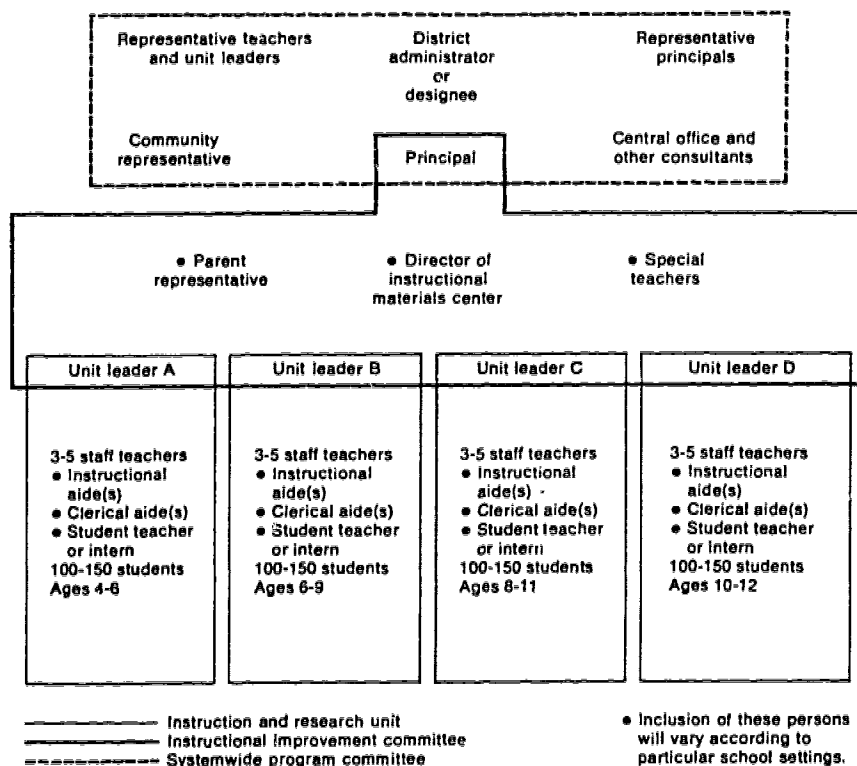 Representative teachers
and unit leaders
District
administrator
or
designee
Representative
principals
Community
representative
Principal
Central office and
other consultants
• Parent
representative
• Director of
instructional
materials center
• Special
teachers
Unit leader A
Unit leader B
Unit leader C
Unit leader D
3-5 staff teachers
• Instructional
aide(s)
• Clerical aide(s)
• Student teacher
or intern
100-150 students
Ages 4-6
3-5 staff teachers
• Instructional
aide(s)
• Clerical aide(s)
• Student teacher
or intern
100-150 students
Ages 6-9
3-5 staff teachers
• Instructional
aide(s)
• Clerical aide(s)
• Student teacher
or intern
100-150 students
Ages 8-11
3-5 staff teachers
• Instructional
aide(s)
• Clerical aide(s)
• Student teacher
or intern
100-150 students
Ages 10-12
Instruction and research unit
Instructional improvement committee
Systemwide program committee
• Inclusion of these persons
will vary according to
particular school settings.